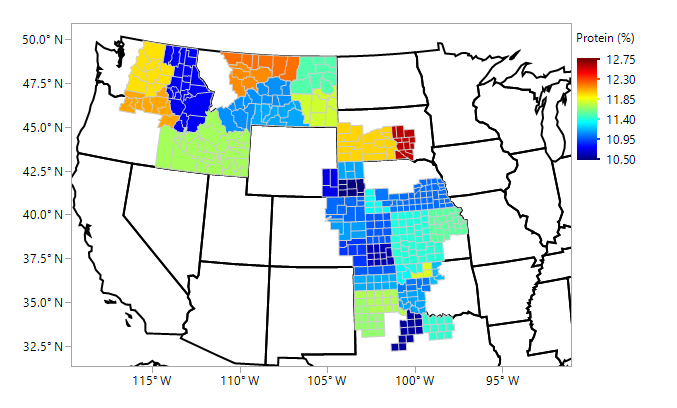 Protein (%)
50.0° N
47.5° N
45.0° N
42.5° N
40.0° N
37.5° N
35.0° N
32.5° N
12.75
12.30
11.85
11.40
10.95
10.50
115° W
110° W
105° W
100° W
95° W